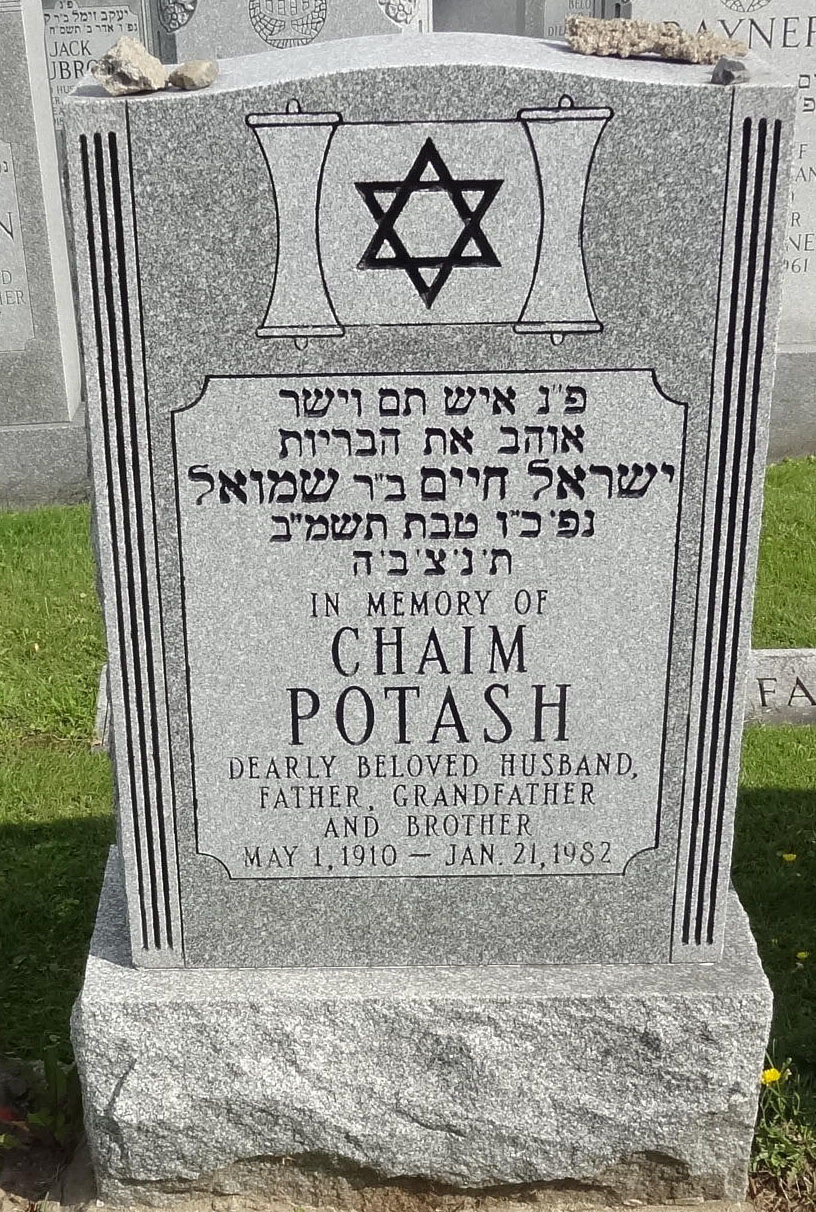 פ"נ איש תם וישר
אוהב את הבריות
ישראל חיים ב"ר שמואל
נפ' כ"ו טבת תשמ"ב
ת'נ'צ'ב'ה
IN MEMORY OF
CHAIM
POTASH
DEARLY BELOVED HUSBAND,
FATHER, GRANDFATHER
AND BROTHER
MAY 1, 1910 — JAN. 21, 1982
JACK